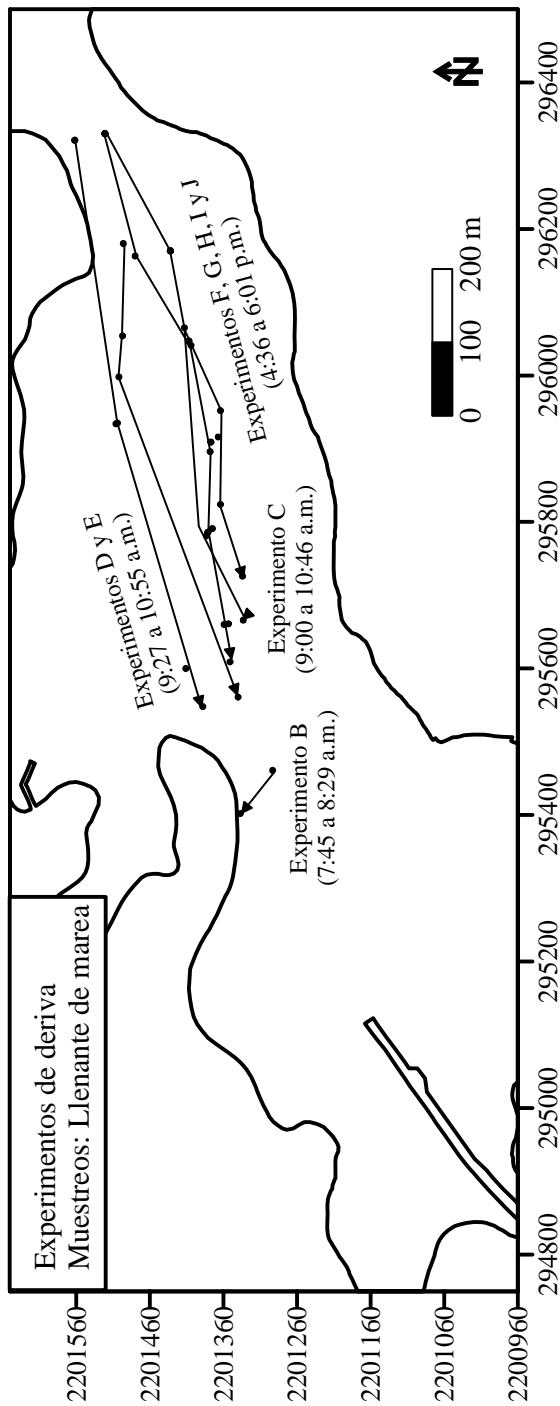 Experimentos de deriva
Muestreos: Llenante de marea
Experimentos D y E
(9:27 a 10:55 a.m.)
Experimentos F, G, H, I y J
(4:36 a 6:01 p.m.)
Experimento C
(9:00 a 10:46 a.m.)
Experimento B
(7:45 a 8:29 a.m.)
N
0 100 200 m
2201560
2201460
2201360
2201260
2201160
2201060
2200960
294800 295000 295200 295400 295600 295800 296000 296200 296400